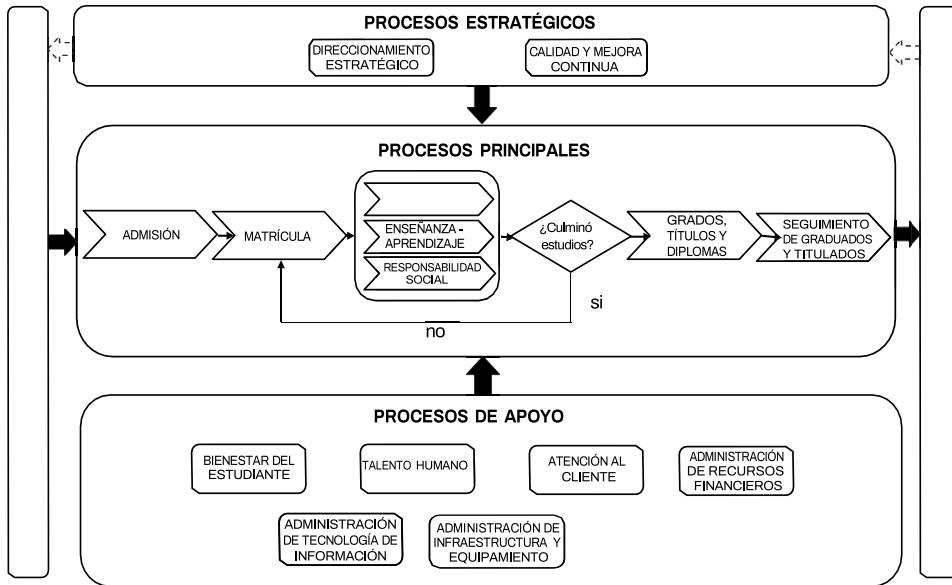 PROCESOS ESTRATÉGICOS
DIRECCIONAMIENTO
ESTRATÉGICO
CALIDAD Y MEJORA
CONTINUA
PROCESOS PRINCIPALES
ADMISIÓN
MATRÍCULA
ENSEÑANZA -
APRENDIZAJE
RESPONSABILIDAD
SOCIAL
¿Culminó
estudios?
GRADOS,
TÍTULOS Y
DIPLOMAS
SEGUIMIENTO
DE GRADUADOS
Y TITULADOS
si
no
PROCESOS DE APOYO
BIENESTAR DEL
ESTUDIANTE
TALENTO HUMANO
ATENCIÓN AL
CLIENTE
ADMINISTRACIÓN
DE RECURSOS
FINANCIEROS
ADMINISTRACIÓN
DE TECNOLOGÍA DE
INFORMACIÓN
ADMINISTRACIÓN DE
INFRAESTRUCTURA Y
EQUIPAMIENTO